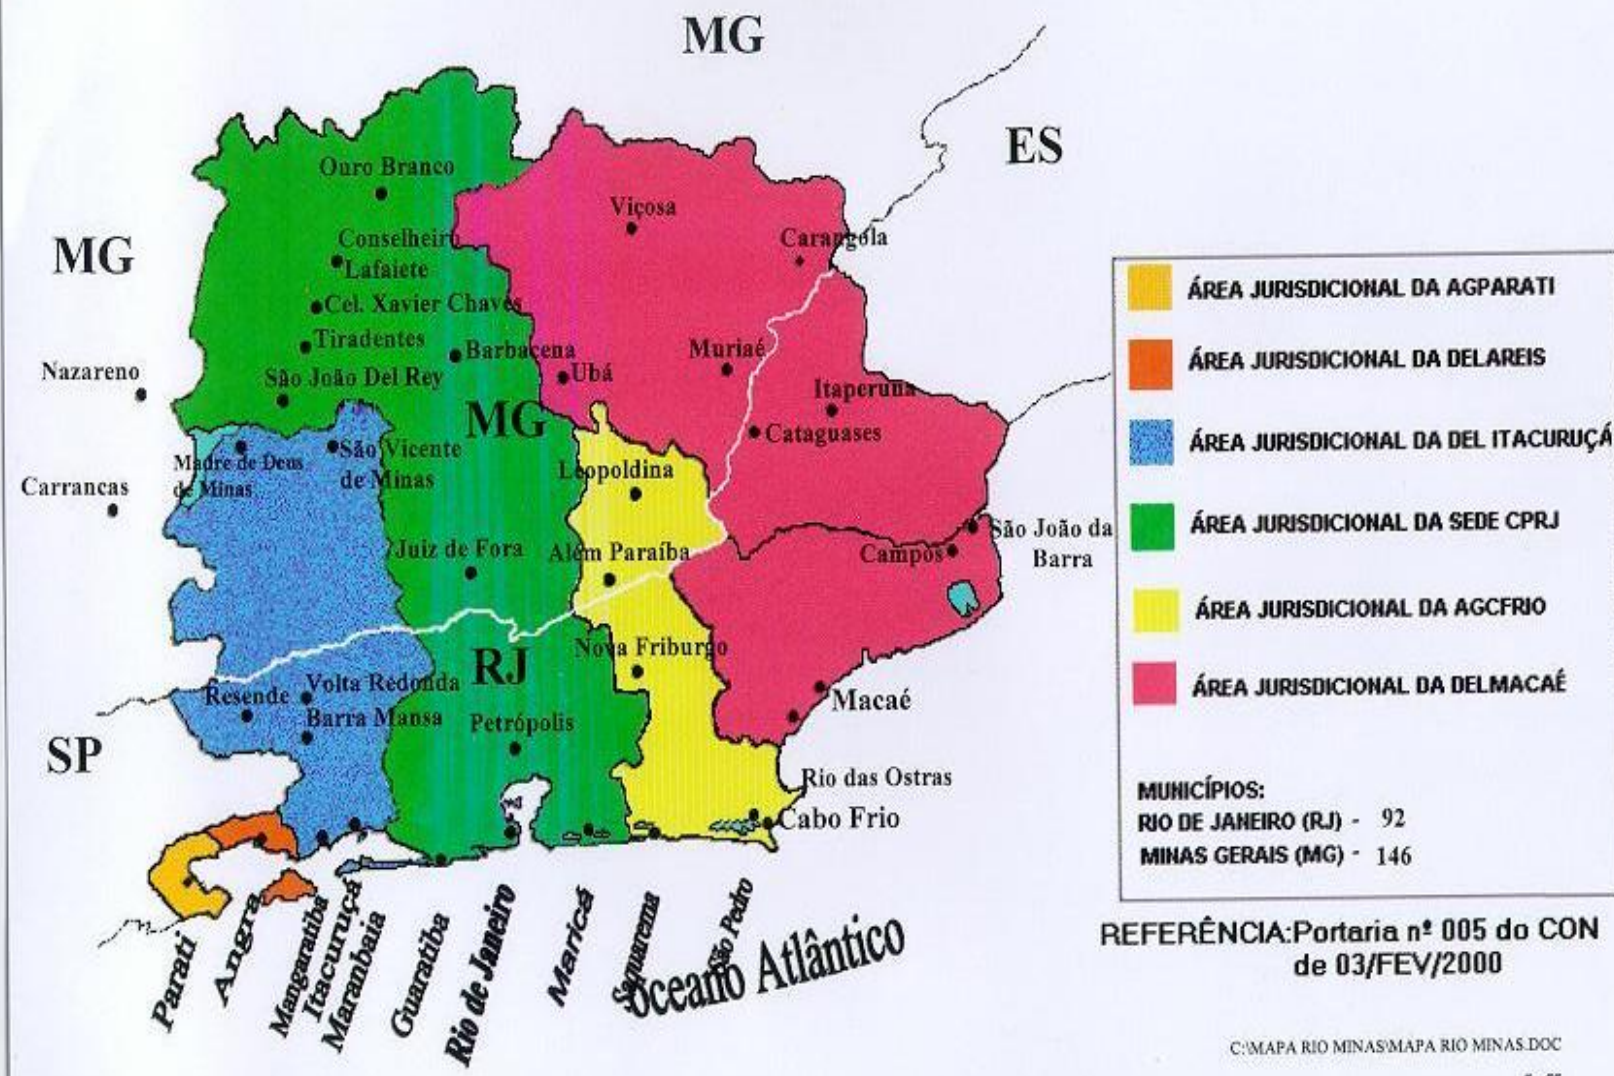 MG
ES
MG
Ouro Branco
Viçosa
Carangola
Conselheiro
Lafaiete
Cel. Xavier Chaves
Tiradentes
Barbacena
Muriaé
Nazareno
São João Del Rey
Ubá
Itaperuna
MG
Cataguases
Madre de Deus
de Minas
São Vicente
de Minas
Leopoldina
Carrancas
Juiz de Fora
Além Paraíba
Campos
São João da
Barra
RJ
Nova Friburgo
Resende
Volta Redonda
Barra Mansa
Petrópolis
Macaé
SP
Rio das Ostras
Cabo Frio
Parati
Angra
Mangaratiba
Itacuruçá
Maranbaia
Guaratiba
Rio de Janeiro
Maricá
Saquarema
São Pedro
oceano Atlântico
ÁREA JURISDICIONAL DA AGPARATI
ÁREA JURISDICIONAL DA DELAREIS
ÁREA JURISDICIONAL DA DEL ITACURUÇÁ
ÁREA JURISDICIONAL DA SEDE CPRJ
ÁREA JURISDICIONAL DA AGCFRIO
ÁREA JURISDICIONAL DA DELMACAÉ
MUNICÍPIOS:
RIO DE JANEIRO (RJ) - 92
MINAS GERAIS (MG) - 146
REFERÊNCIA:Portaria nº 005 do CON
de 03/FEV/2000
C:\MAPA RIO MINAS\MAPA RIO MINAS.DOC